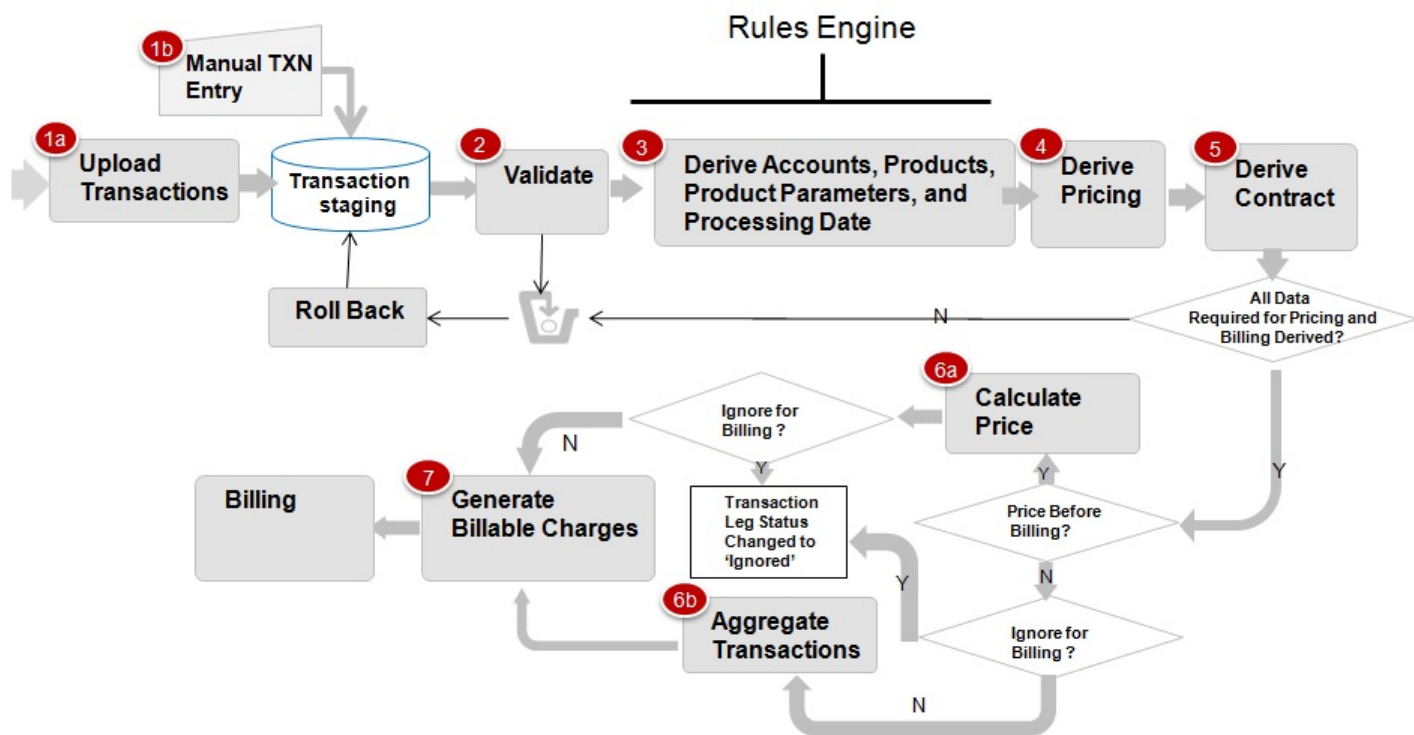 Rules Engine
1b
Manual TXN
Entry
1a
Upload
Transactions
Transaction
staging
2
Validate
3
Derive Accounts, Products,
Product Parameters, and
Processing Date
4
Derive
Pricing
5
Derive
Contract
Roll Back
N
All Data
Required for Pricing and
Billing Derived?
6a
Calculate
Price
Ignore for
Billing ?
N
Y
Y
Y
7
Generate
Billable Charges
Billing
Transaction
Leg Status
Changed to
‘Ignored’
Price Before
Billing?
Y
N
6b
Aggregate
Transactions
Ignore for
Billing ?
N